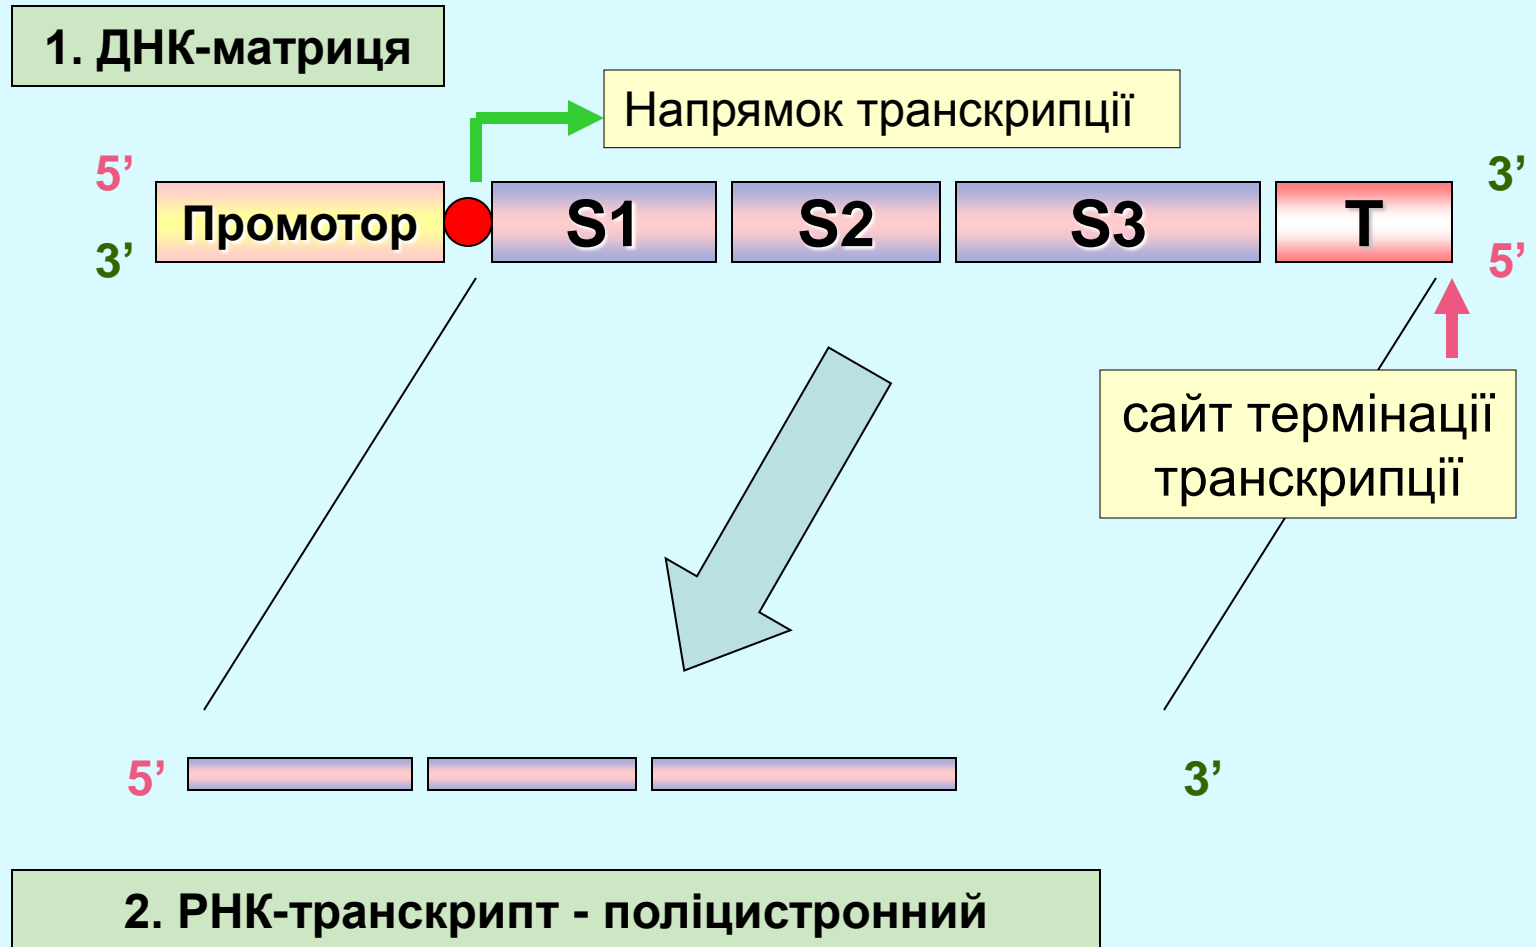 1. ДНК-матриця
Напрямок транскрипції
5’ 3’
Промотор S1 S2 S3 Т
3’ 5’
сайт термінації
транскрипції
5’ 3’
2. РНК-транскрипт - поліцистронний